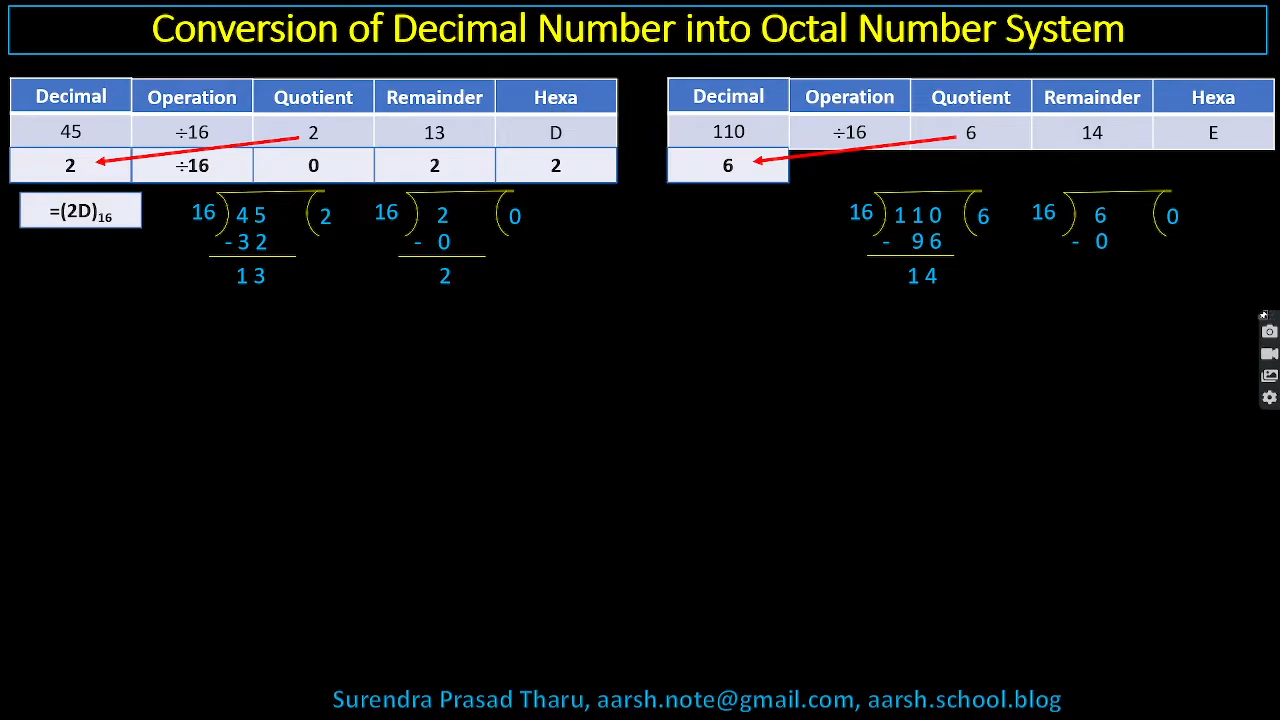 Conversion of Decimal Number into Octal Number System
Decimal Operation Quotient Remainder Hexa
45 ÷16 2 13 D
2 ÷16 0 2 2
=(2D)16
16 45 2
-32
13
16 2 0
- 0
2
Decimal Operation Quotient Remainder Hexa
110 ÷16 6 14 E
6
16 110 6
- 96
14
16 6 0
- 0
Surendra Prasad Tharu, aarsh.note@gmail.com, aarsh.school.blog